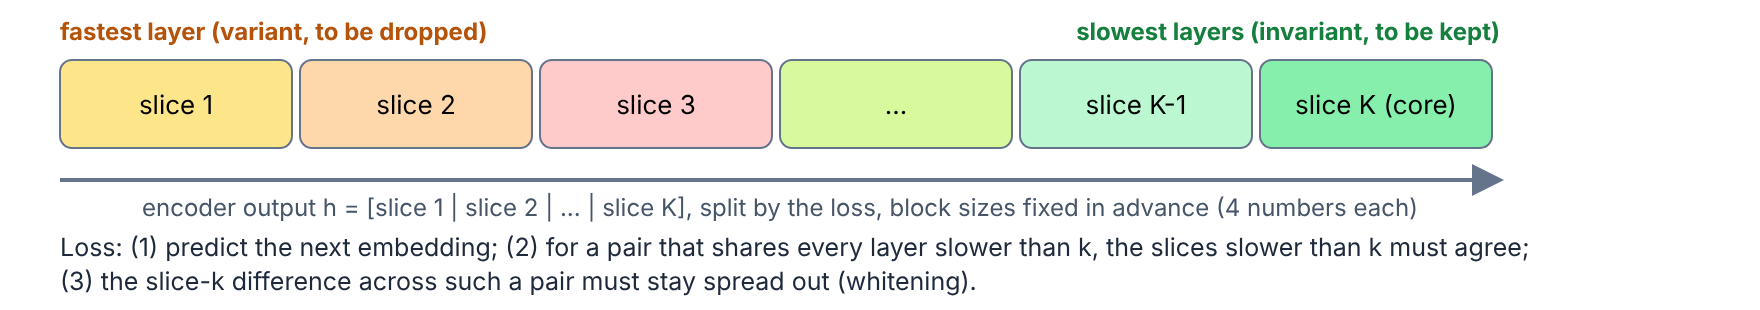 fastest layer (variant, to be dropped)
slowest layers (invariant, to be kept)
slice 1
slice 2
slice 3
...
slice K-1
slice K (core)
encoder output h = [slice 1 | slice 2 | ... | slice K], split by the loss, block sizes fixed in advance (4 numbers each)
Loss: (1) predict the next embedding; (2) for a pair that shares every layer slower than k, the slices slower than k must agree;
(3) the slice-k difference across such a pair must stay spread out (whitening).